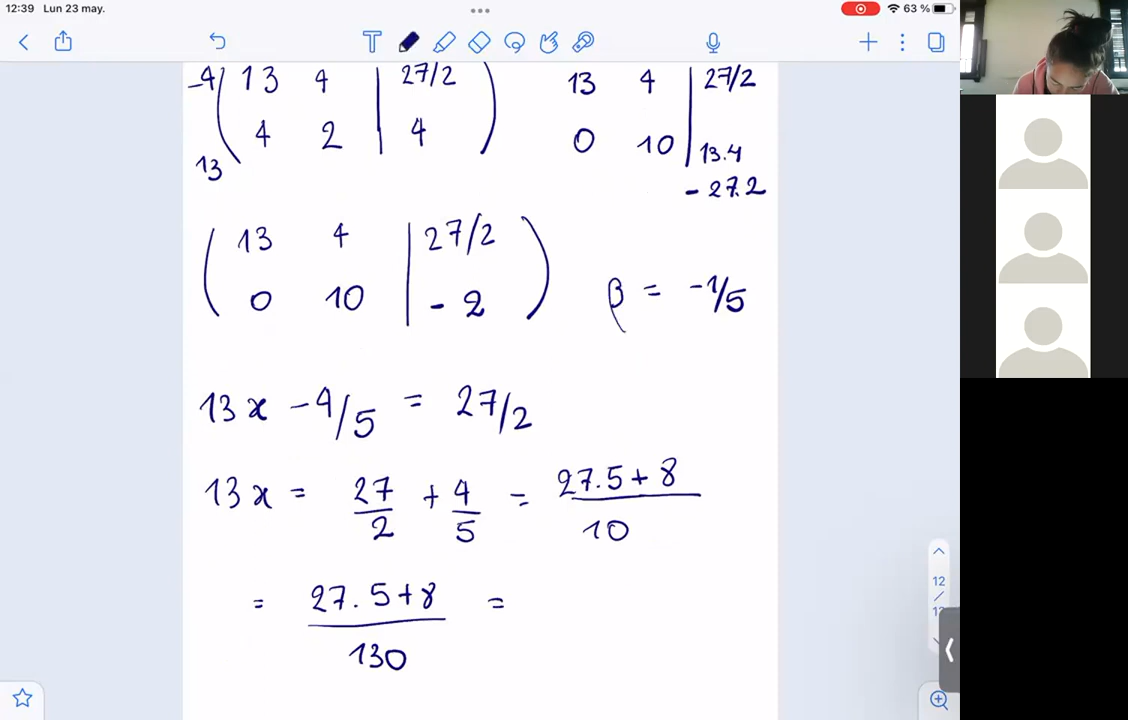 12:39 Lun 23 may.
63 %
T
-4 ( 13 4 | 27/2 ) 13 4 | 27/2
13 4 2 | 4 0 10 | 13.4
- 27.2
( 13 4 | 27/2 )
0 10 | - 2 β = -1/5
13x - 4/5 = 27/2
13x = 27/2 + 4/5 = 27.5+8/10
= 27.5+8/130 =
12
/